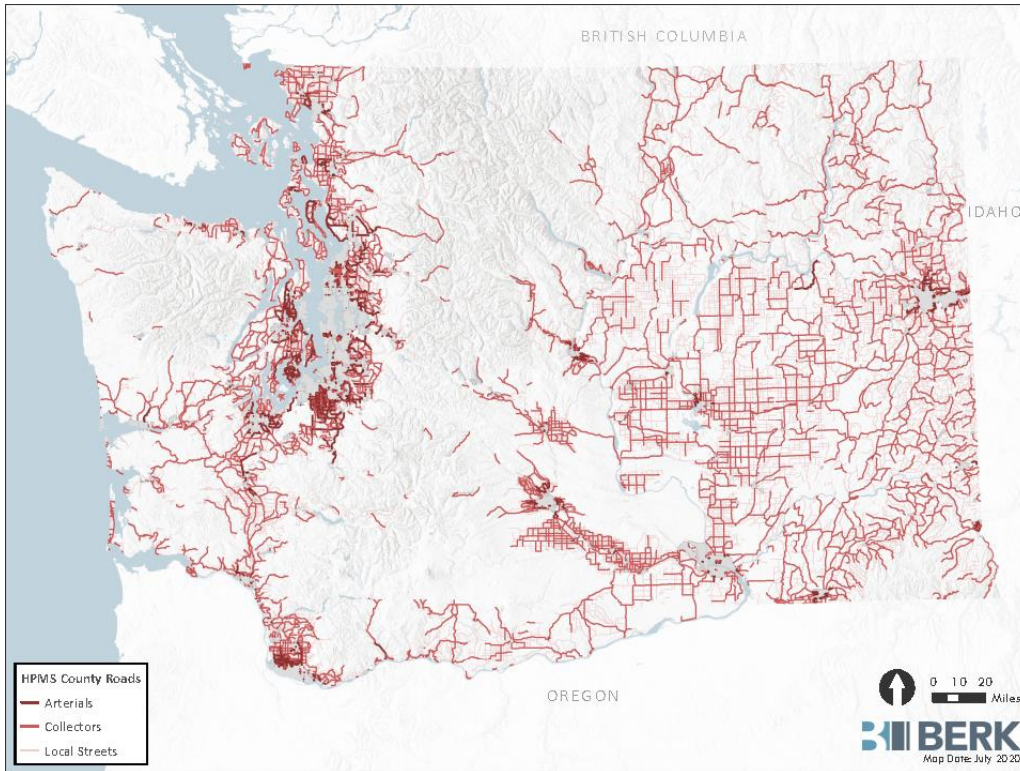 BRITISH COLUMBIA
IDAHO
OREGON
HPMS County Roads
Arterials
Collectors
Local Streets
0 10 20
Miles
BERK
Map Date: July 2020